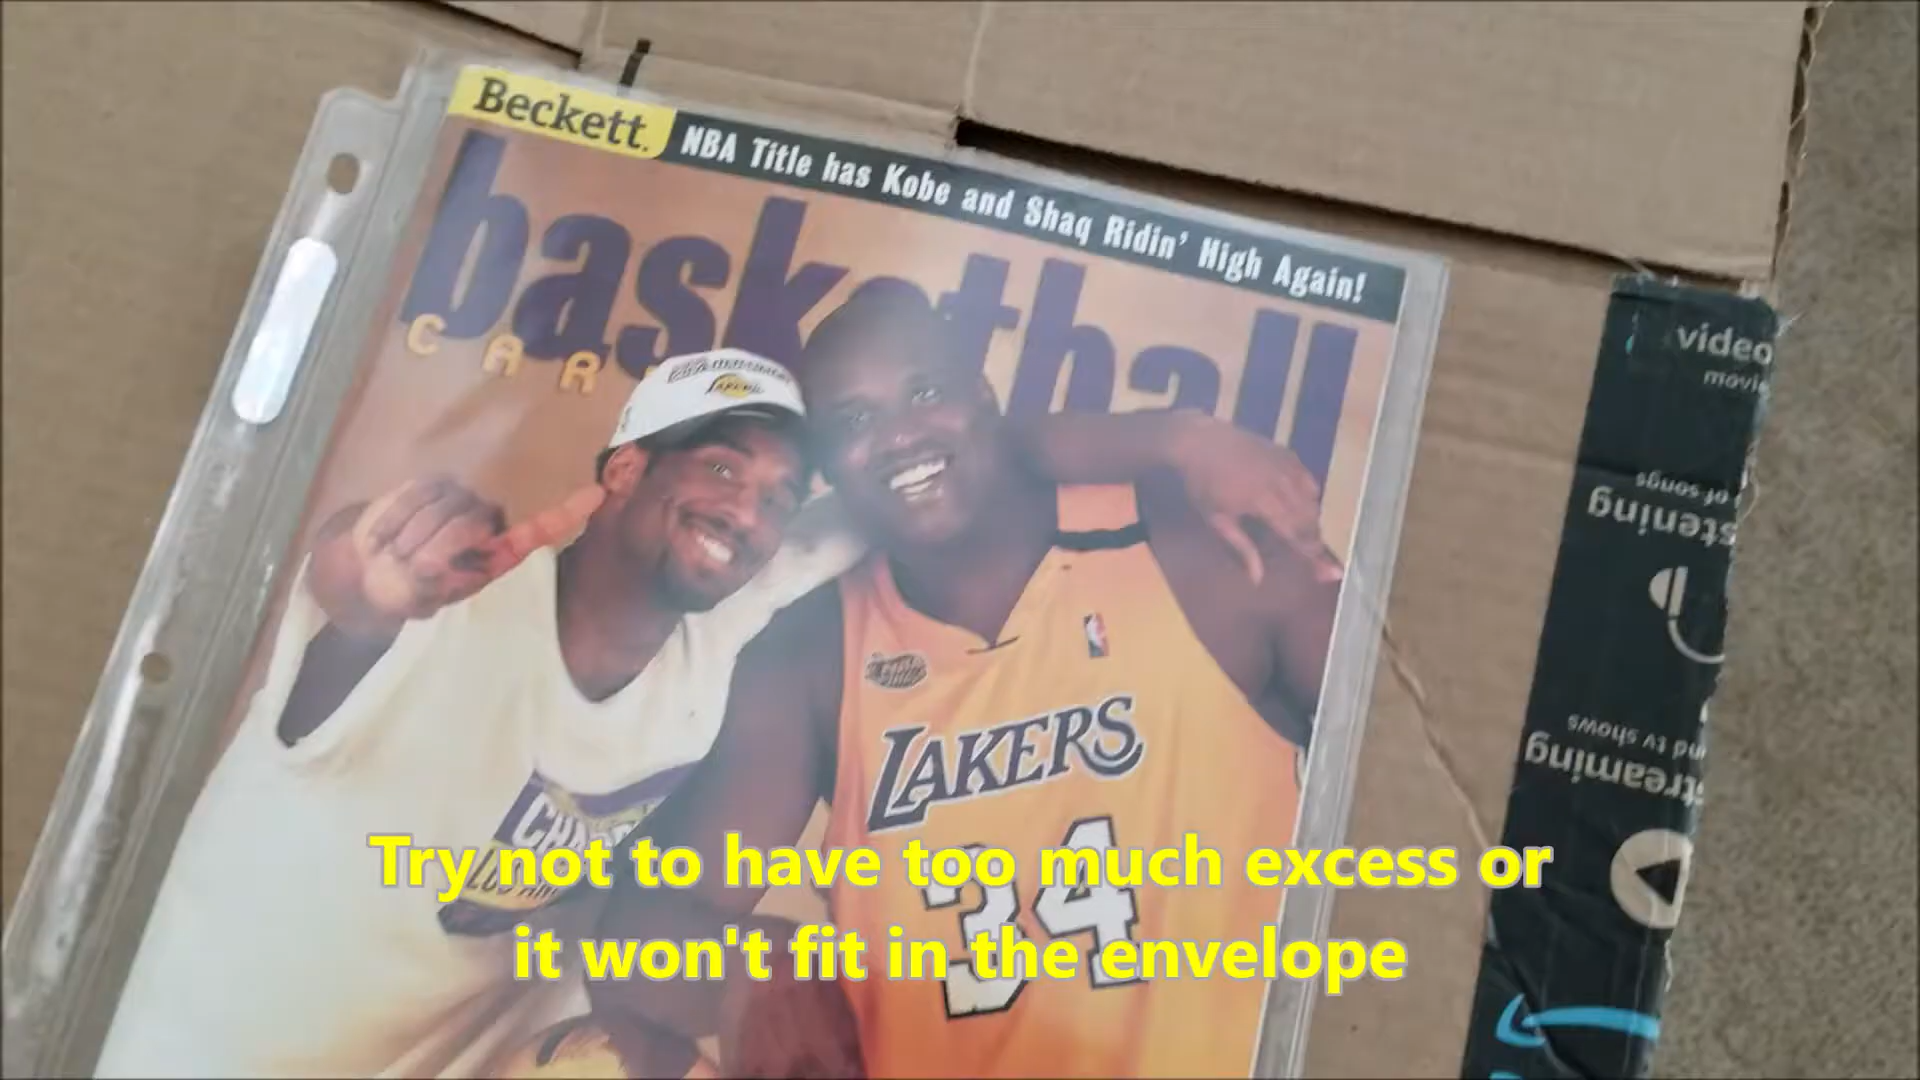 Beckett.
NBA Title has Kobe and Shaq Ridin' High Again!
basketball
CAR
LAKERS
34
video
movie
of songs
stening
nd tv shows
treaming
Try not to have too much excess or
it won't fit in the envelope